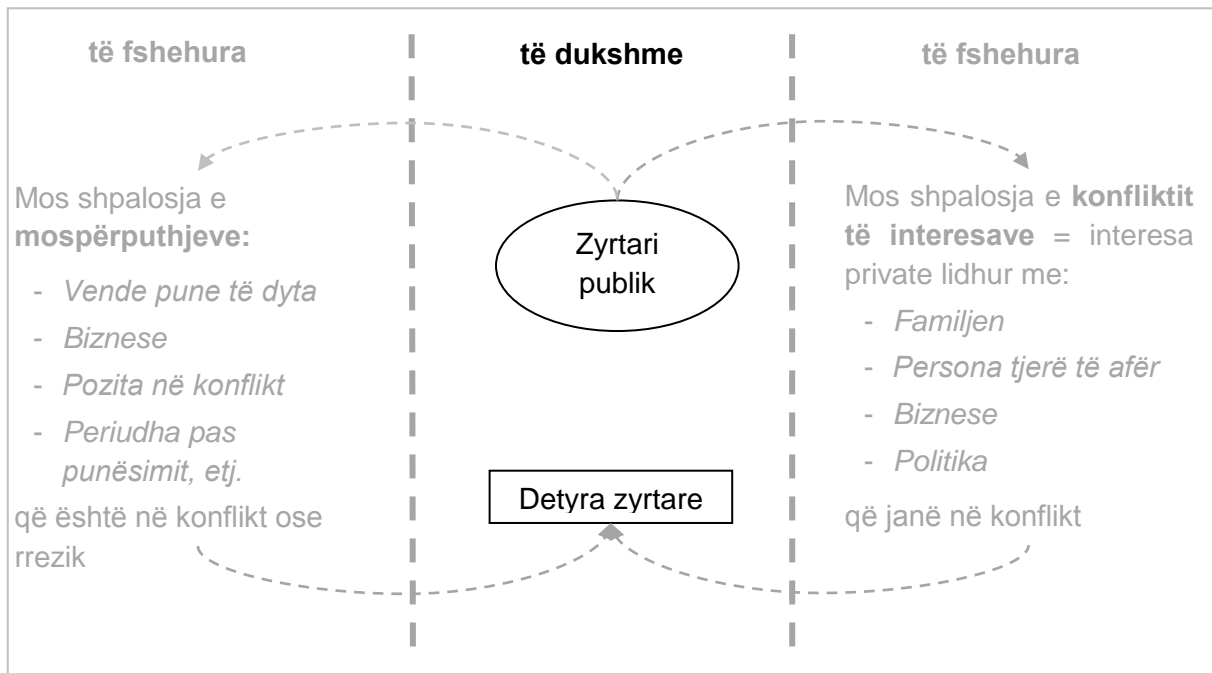 të fshehura
të dukshme
të fshehura
Mos shpalosja e
mospërputhjeve:
- Vende pune të dyta
- Biznese
- Pozita në konflikt
- Periudha pas
punësimit, etj.
që është në konflikt ose
rrezik
Zyrtari
publik
Detyra zyrtare
Mos shpalosja e konfliktit
të interesave = interesa
private lidhur me:
- Familjen
- Persona tjerë të afër
- Biznese
- Politika
që janë në konflikt